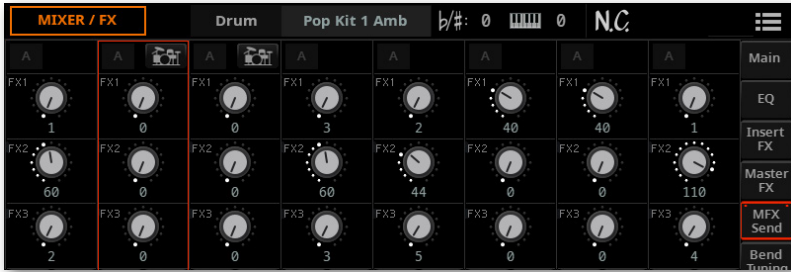 MIXER / FX Drum Pop Kit 1 Amb b/#: 0 0 N.C.
A A A A A A A A Main
FX1 FX1 FX1 FX1 FX1 FX1 FX1 FX1
1 0 0 3 2 40 40 1
EQ
Insert
FX
FX2 FX2 FX2 FX2 FX2 FX2 FX2 FX2
60 0 0 60 44 0 0 110
Master
FX
FX3 FX3 FX3 FX3 FX3 FX3 FX3 FX3
2 0 0 3 5 0 0 4
MFX
Send
Bend
Tuning